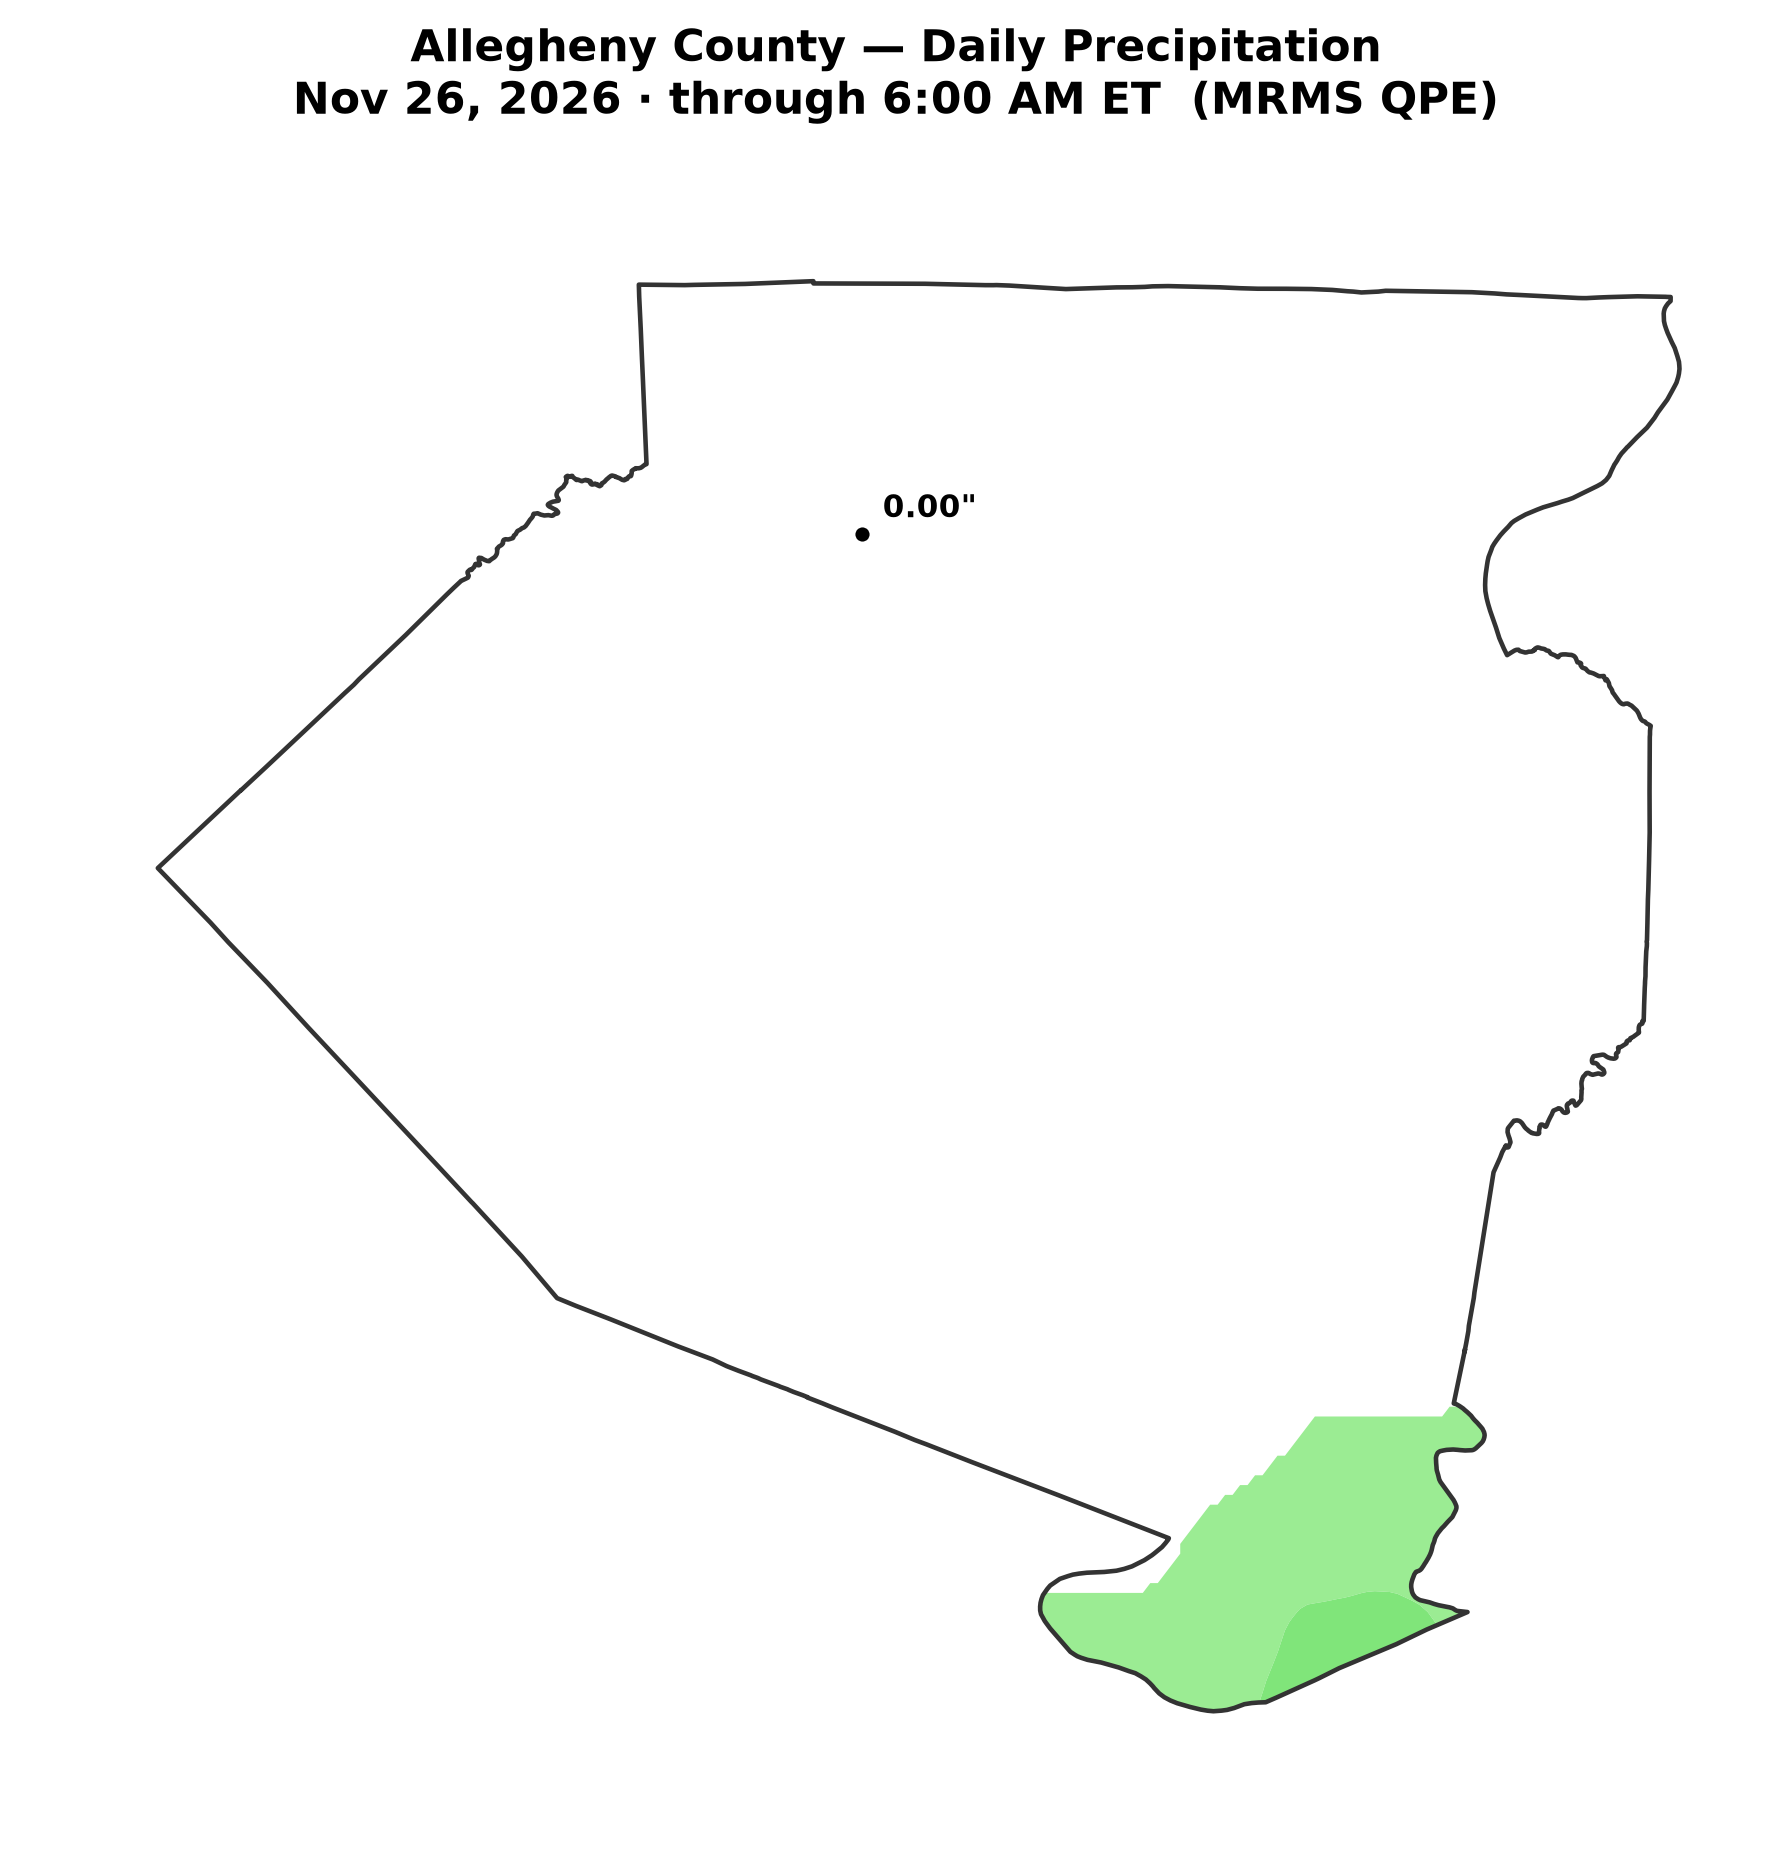 Allegheny County — Daily Precipitation
Nov 26, 2026 · through 6:00 AM ET (MRMS QPE)
0.00"